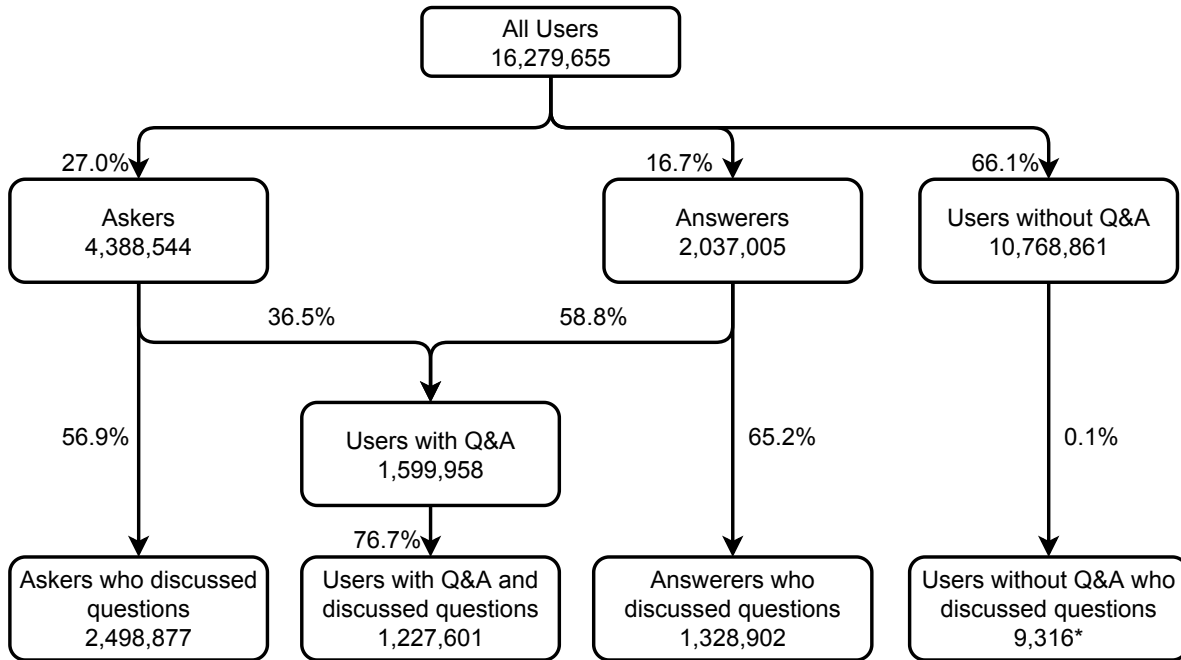 All Users
16,279,655
27.0%
16.7%
66.1%
Askers
4,388,544
Answerers
2,037,005
Users without Q&A
10,768,861
36.5%
58.8%
Users with Q&A
1,599,958
56.9%
65.2%
0.1%
76.7%
Askers who discussed
questions
2,498,877
Users with Q&A and
discussed questions
1,227,601
Answerers who
discussed questions
1,328,902
Users without Q&A who
discussed questions
9,316*